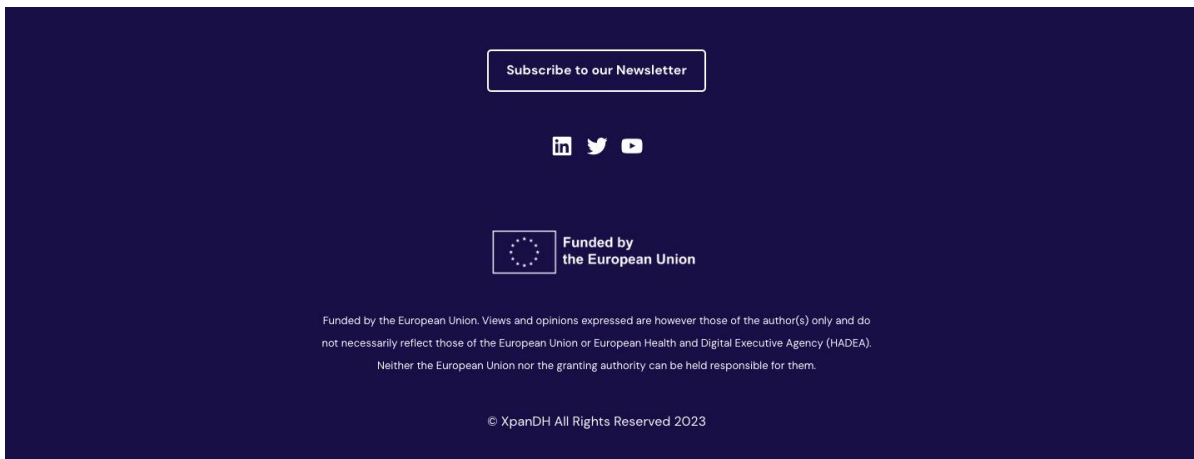 Subscribe to our Newsletter
Funded by
the European Union
Funded by the European Union. Views and opinions expressed are however those of the author(s) only and do
not necessarily reflect those of the European Union or European Health and Digital Executive Agency (HADEA).
Neither the European Union nor the granting authority can be held responsible for them.
© XpanDH All Rights Reserved 2023